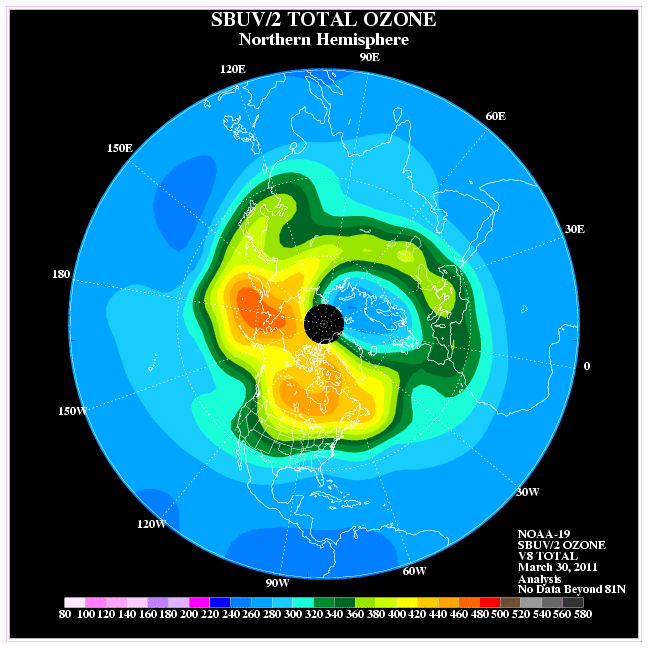 SBUV/2 TOTAL OZONE
Northern Hemisphere
90E
120E
60E
150E
30E
180
0
150W
30W
120W
60W
90W
NOAA-19
SBUV/2 OZONE
V8 TOTAL
March 30, 2011
Analysis
No Data Beyond 81N
80 100 120 140 160 180 200 220 240 260 280 300 320 340 360 380 400 420 440 460 480 500 520 540 560 580